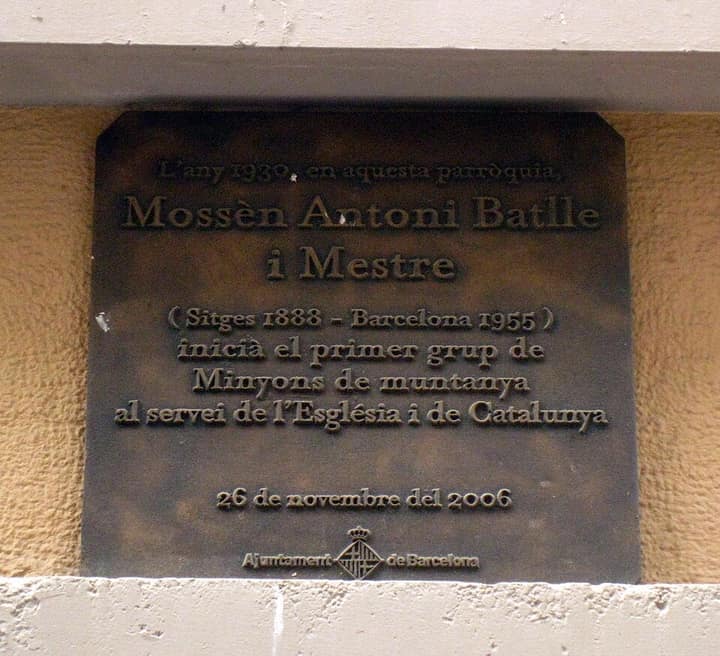 L'any 1930, en aquesta parròquia,
Mossèn Antoni Batlle
i Mestre
( Sitges 1888 - Barcelona 1955 )
inicià el primer grup de
Minyons de muntanya
al servei de l'Església i de Catalunya
26 de novembre del 2006
Ajuntament de Barcelona